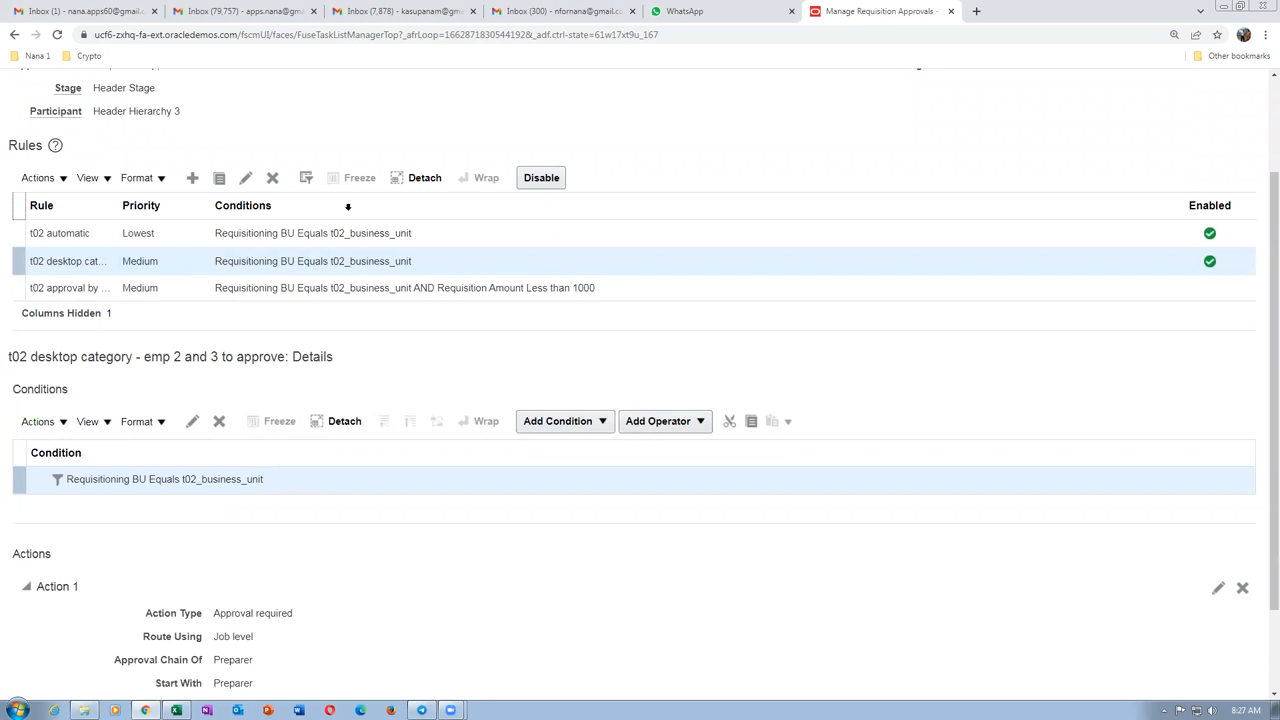 Inbox (1) - nana.apps60@gmail.c
Inbox (79,757) - apps.nana@gma
Inbox (7,878) - kasupanam@gma
Inbox (300) - nfornana@gmail.co
WhatsApp
Manage Requisition Approvals -
ucf6-zxhq-fa-ext.oracledemos.com/fscmUI/faces/FuseTaskListManagerTop?_afrLoop=1662871830544192&_adf.ctrl-state=61w17xt9u_167
Nana 1
Crypto
Other bookmarks
Stage Header Stage
Participant Header Hierarchy 3
Rules ?
Actions View Format Freeze Detach Wrap Disable
Rule Priority Conditions Enabled
t02 automatic Lowest Requisitioning BU Equals t02_business_unit
t02 desktop cat... Medium Requisitioning BU Equals t02_business_unit
t02 approval by ... Medium Requisitioning BU Equals t02_business_unit AND Requisition Amount Less than 1000
Columns Hidden 1
t02 desktop category - emp 2 and 3 to approve: Details
Conditions
Actions View Format Freeze Detach Wrap Add Condition Add Operator
Condition
Requisitioning BU Equals t02_business_unit
Actions
Action 1
Action Type Approval required
Route Using Job level
Approval Chain Of Preparer
Start With Preparer
8:27 AM